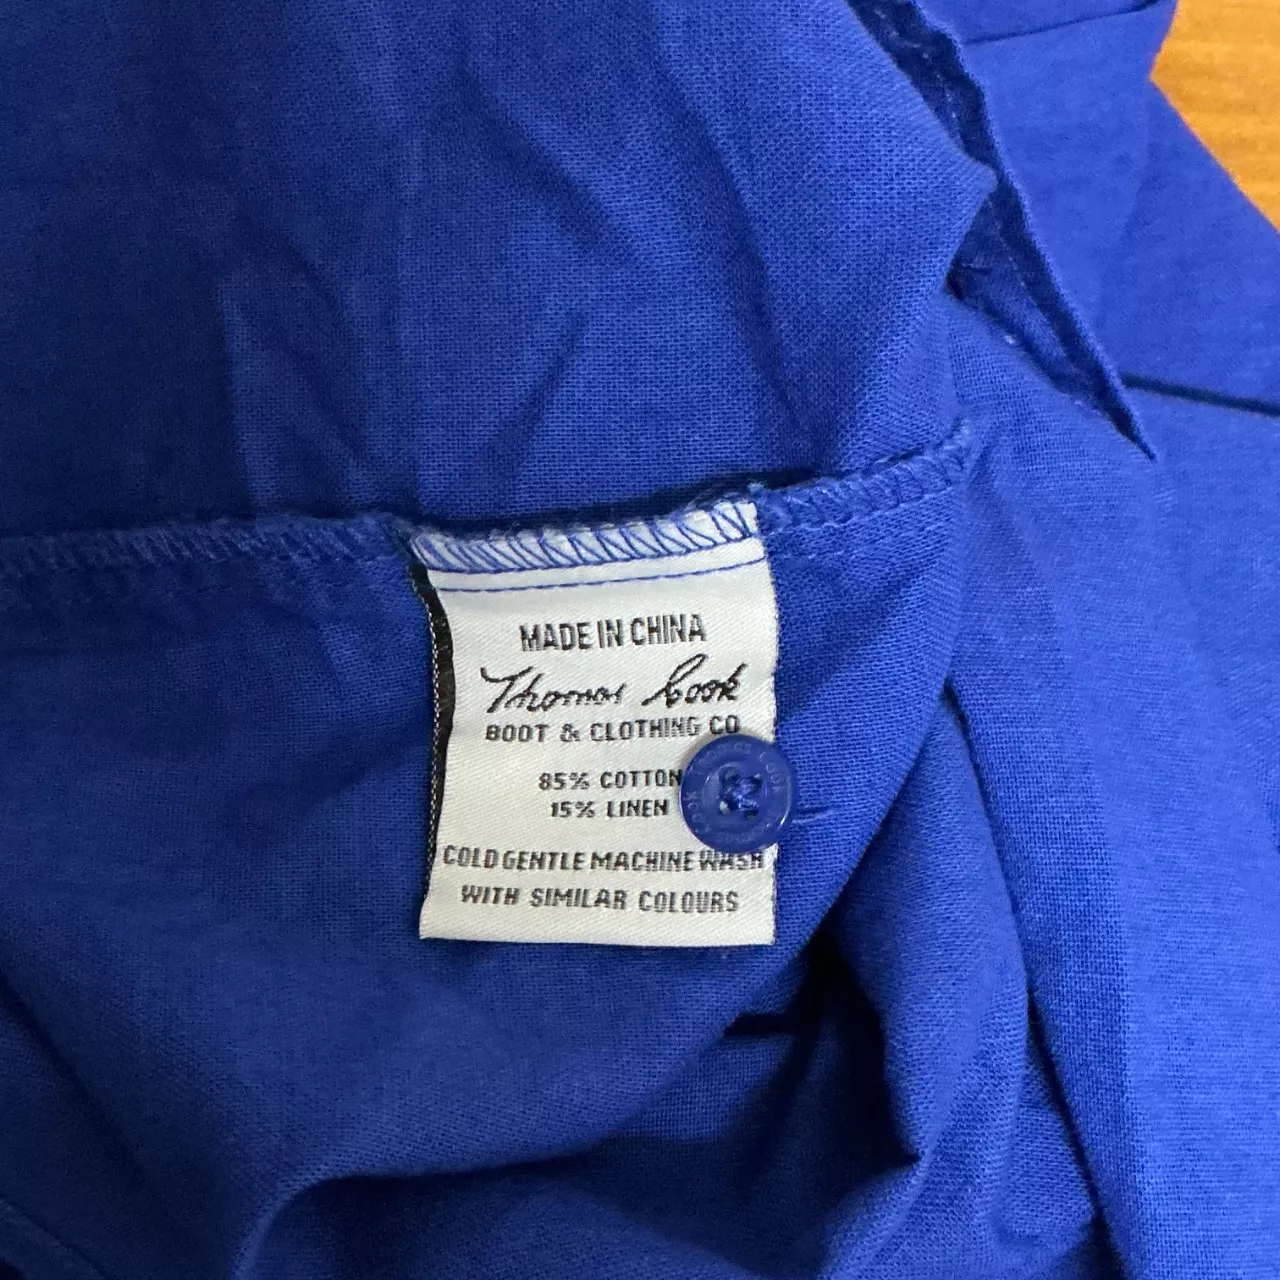 MADE IN CHINA
Thomas Cook
BOOT & CLOTHING CO
85% COTTON
15% LINEN
COLD GENTLE MACHINE WASH
WITH SIMILAR COLOURS